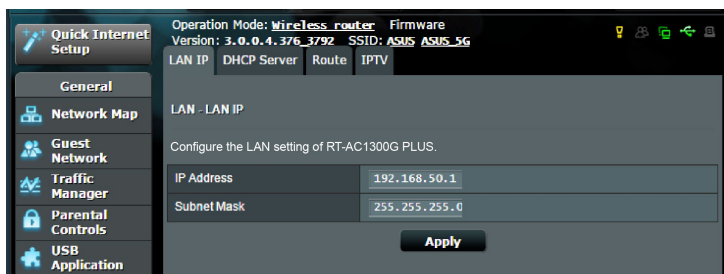 Quick Internet
Setup
Operation Mode: Wireless router Firmware
Version: 3.0.0.4.376_3792 SSID: ASUS ASUS_5G
LAN IP DHCP Server Route IPTV
General
Network Map
Guest
Network
Traffic
Manager
Parental
Controls
USB
Application
LAN - LAN IP
Configure the LAN setting of RT-AC1300G PLUS.
IP Address 192.168.50.1
Subnet Mask 255.255.255.0
Apply